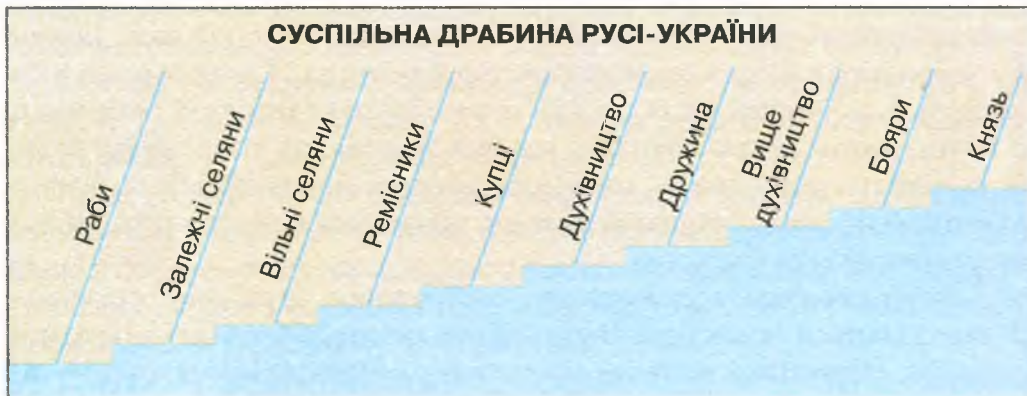 СУСПІЛЬНА ДРАБИНА РУСІ-УКРАЇНИ
Раби
Залежні селяни
Вільні селяни
Ремісники
Купці
Духівництво
Дружина
Вище
духівництво
Бояри
Князь